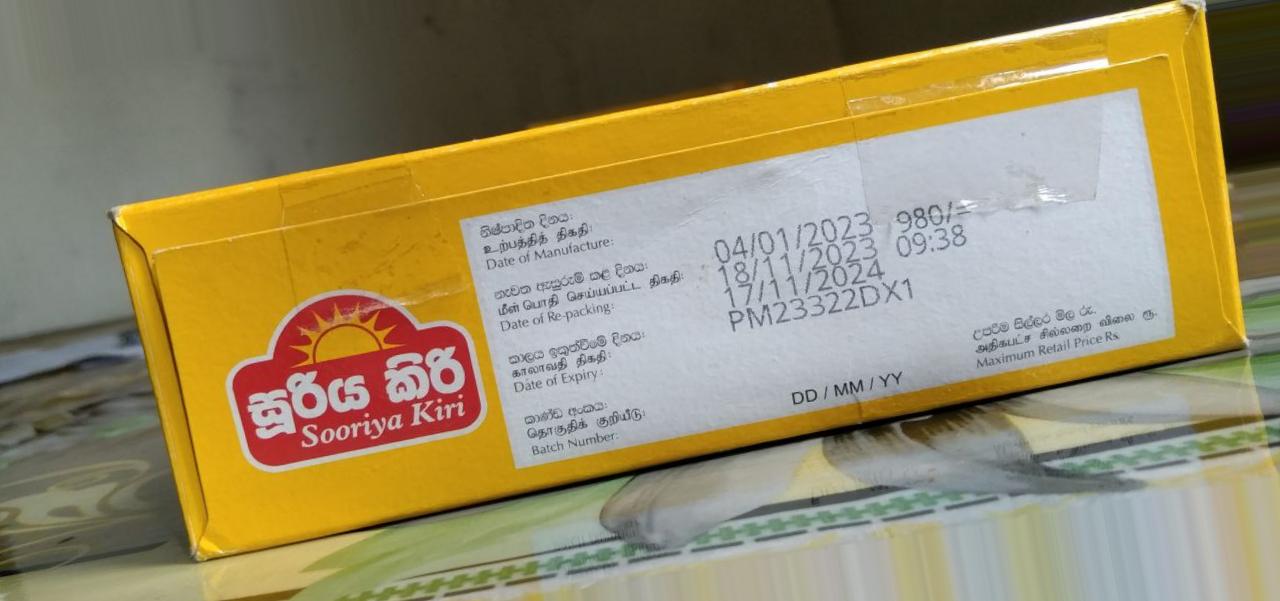 සූරිය කිරි
Sooriya Kiri
නිෂ්පාදිත දිනය:
உற்பத்தித் திகதி:
Date of Manufacture:
නැවත ඇසුරුම් කළ දිනය:
மீள் பொதி செய்யப்பட்ட திகதி:
Date of Re-packing:
කාලය ඉකුත්වීමේ දිනය:
காலாவதி திகதி:
Date of Expiry:
කාණ්ඩ අංකය:
தொகுதிக் குறியீடு:
Batch Number:
04/01/2023 980/=
18/11/2023 09:38
17/11/2024
PM23322DX1
DD / MM / YY
උපරිම සිල්ලර මිල රු.
அதிகபட்ச சில்லறை விலை ரூ.
Maximum Retail Price Rs